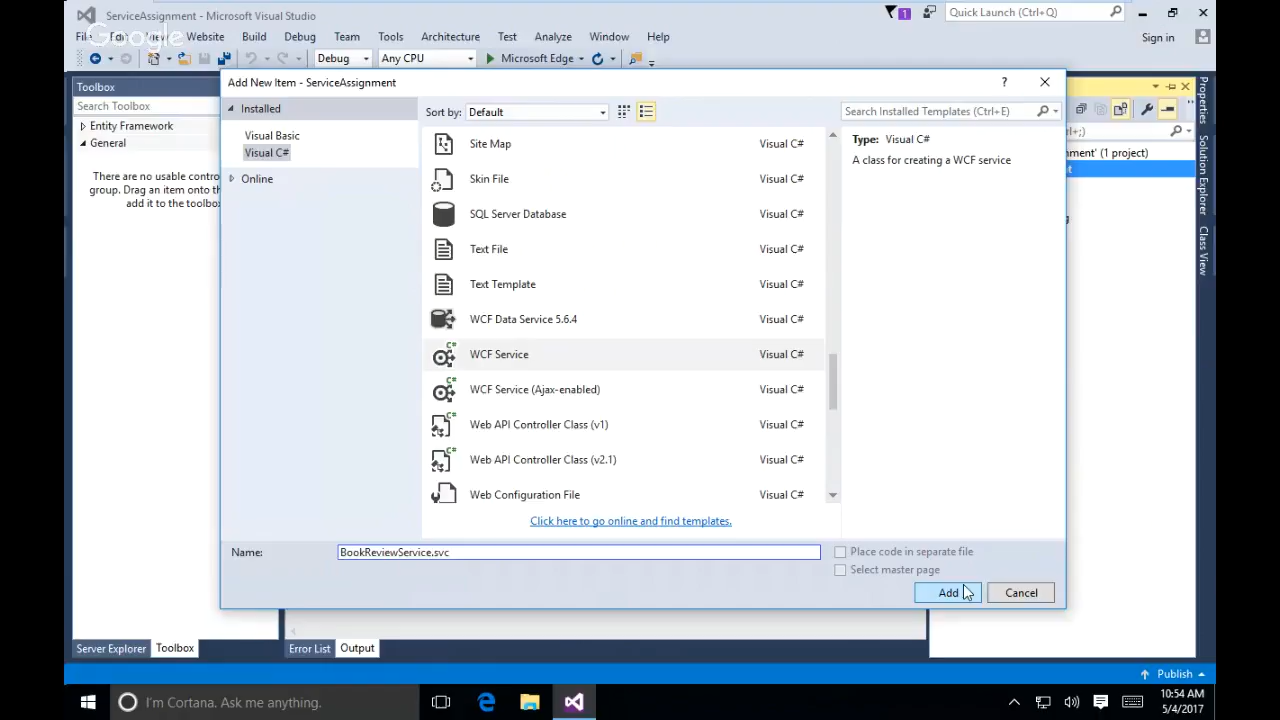 ServiceAssignment - Microsoft Visual Studio
1
Quick Launch (Ctrl+Q)
File Edit View Website Build Debug Team Tools Architecture Test Analyze Window Help
Google
Sign in
Debug Any CPU Microsoft Edge
Toolbox
Search Toolbox
Entity Framework
General
There are no usable contro
group. Drag an item onto th
add it to the toolbox
Add New Item - ServiceAssignment
?
Installed
Visual Basic
Visual C#
Online
Sort by: Default
Search Installed Templates (Ctrl+E)
Site Map Visual C#
Skin File Visual C#
SQL Server Database Visual C#
Text File Visual C#
Text Template Visual C#
WCF Data Service 5.6.4 Visual C#
WCF Service Visual C#
WCF Service (Ajax-enabled) Visual C#
Web API Controller Class (v1) Visual C#
Web API Controller Class (v2.1) Visual C#
Web Configuration File Visual C#
Click here to go online and find templates.
Type: Visual C#
A class for creating a WCF service
Name: BookReviewService.svc
Place code in separate file
Select master page
Add Cancel
+;)
nment' (1 project)
t
g
Properties
Solution Explorer
Class View
Server Explorer Toolbox
Error List Output
Publish
I'm Cortana. Ask me anything.
10:54 AM
5/4/2017